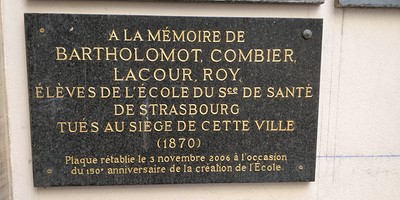 A LA MÉMOIRE DE
BARTHOLOMOT, COMBIER,
LACOUR, ROY,
ÉLÈVES DE L'ÉCOLE DU Sce DE SANTÉ
DE STRASBOURG
TUÉS AU SIÈGE DE CETTE VILLE
(1870)
Plaque rétablie le 3 novembre 2006 à l'occasion
du 150e anniversaire de la création de l'École.